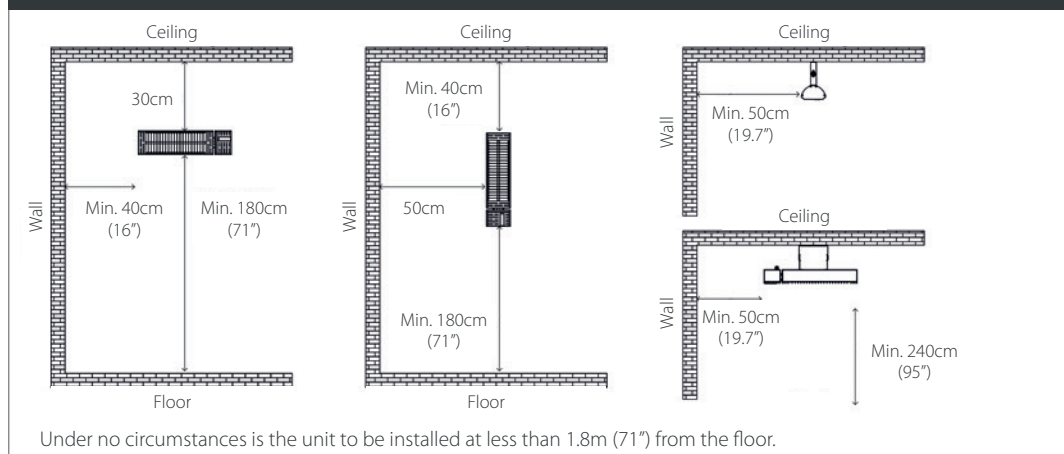 Ceiling
30cm
Wall
Min. 40cm
(16”)
Min. 180cm
(71”)
Floor
Ceiling
Min. 40cm
(16”)
Wall
50cm
Min. 180cm
(71”)
Floor
Ceiling
Wall
Min. 50cm
(19.7”)
Ceiling
Wall
Min. 50cm
(19.7”)
Min. 240cm
(95”)
Under no circumstances is the unit to be installed at less than 1.8m (71”) from the floor.